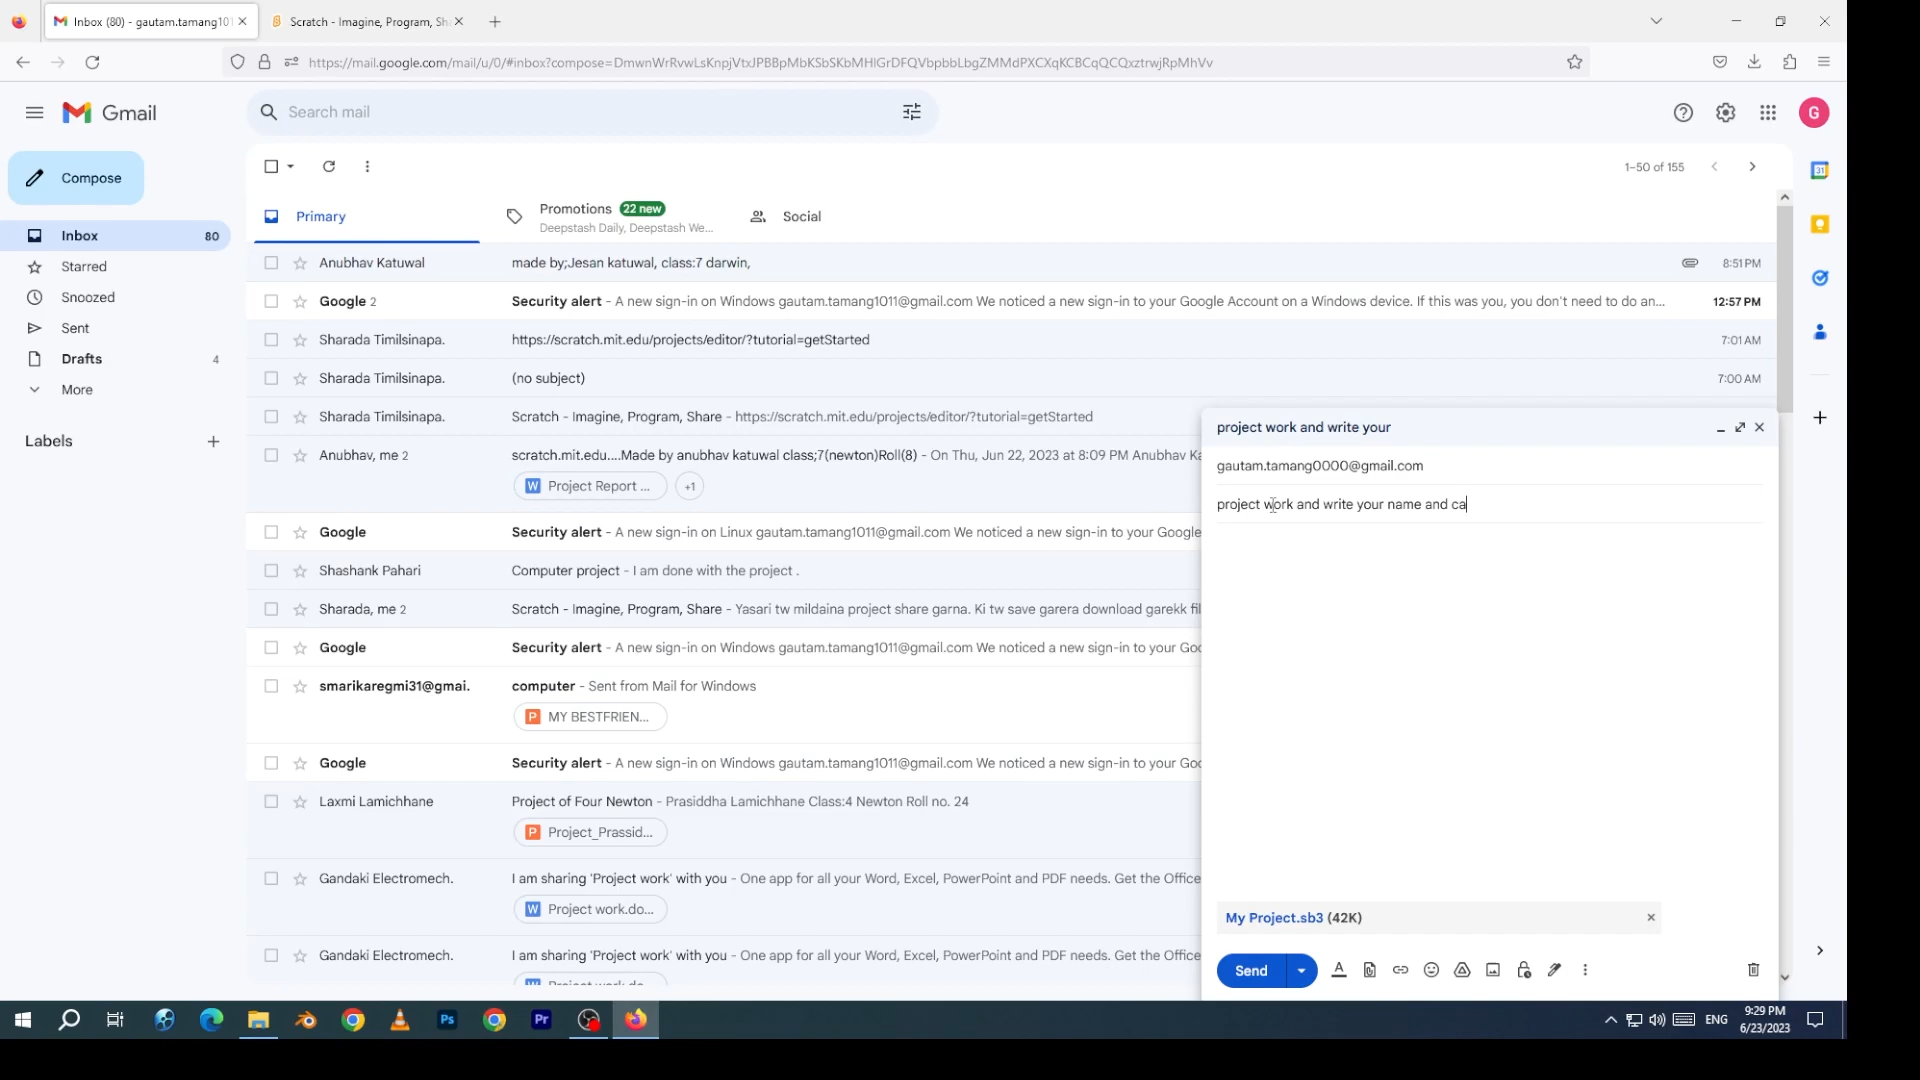 Inbox (80) - gautam.tamang101
Scratch - Imagine, Program, Sh
https://mail.google.com/mail/u/0/#inbox?compose=DmwnWrRvwLsKnpjVtxJPBBpMbKSbSKbMHlGrDFQVbpbbLbgZMMdPXCXqKCBCqQCQxztrwjRpMhVv
Gmail
Search mail
G
Compose
1–50 of 155
Primary
Promotions 22 new
Deepstash Daily, Deepstash We...
Social
Inbox 80
Starred
Snoozed
Sent
Drafts 4
More
Labels
Anubhav Katuwal made by;Jesan katuwal, class:7 darwin, 8:51 PM
Google 2 Security alert - A new sign-in on Windows gautam.tamang1011@gmail.com We noticed a new sign-in to your Google Account on a Windows device. If this was you, you don't need to do an... 12:57 PM
Sharada Timilsinapa. https://scratch.mit.edu/projects/editor/?tutorial=getStarted 7:01 AM
Sharada Timilsinapa. (no subject) 7:00 AM
Sharada Timilsinapa. Scratch - Imagine, Program, Share - https://scratch.mit.edu/projects/editor/?tutorial=getStarted
Anubhav, me 2 scratch.mit.edu....Made by anubhav katuwal class;7(newton)Roll(8) - On Thu, Jun 22, 2023 at 8:09 PM Anubhav Ka
W Project Report ... +1
Google Security alert - A new sign-in on Linux gautam.tamang1011@gmail.com We noticed a new sign-in to your Google
Shashank Pahari Computer project - I am done with the project .
Sharada, me 2 Scratch - Imagine, Program, Share - Yasari tw mildaina project share garna. Ki tw save garera download garekk fil
Google Security alert - A new sign-in on Windows gautam.tamang1011@gmail.com We noticed a new sign-in to your Goo
smarikaregmi31@gmai. computer - Sent from Mail for Windows
P MY BESTFRIEN...
Google Security alert - A new sign-in on Windows gautam.tamang1011@gmail.com We noticed a new sign-in to your Goo
Laxmi Lamichhane Project of Four Newton - Prasiddha Lamichhane Class:4 Newton Roll no. 24
P Project_Prassid...
Gandaki Electromech. I am sharing 'Project work' with you - One app for all your Word, Excel, PowerPoint and PDF needs. Get the Office
W Project work.do...
Gandaki Electromech. I am sharing 'Project work' with you - One app for all your Word, Excel, PowerPoint and PDF needs. Get the Office
Project work.do...
project work and write your
gautam.tamang0000@gmail.com
project work and write your name and ca
My Project.sb3 (42K)
Send
31
Ps
Pr
ENG
9:29 PM
6/23/2023